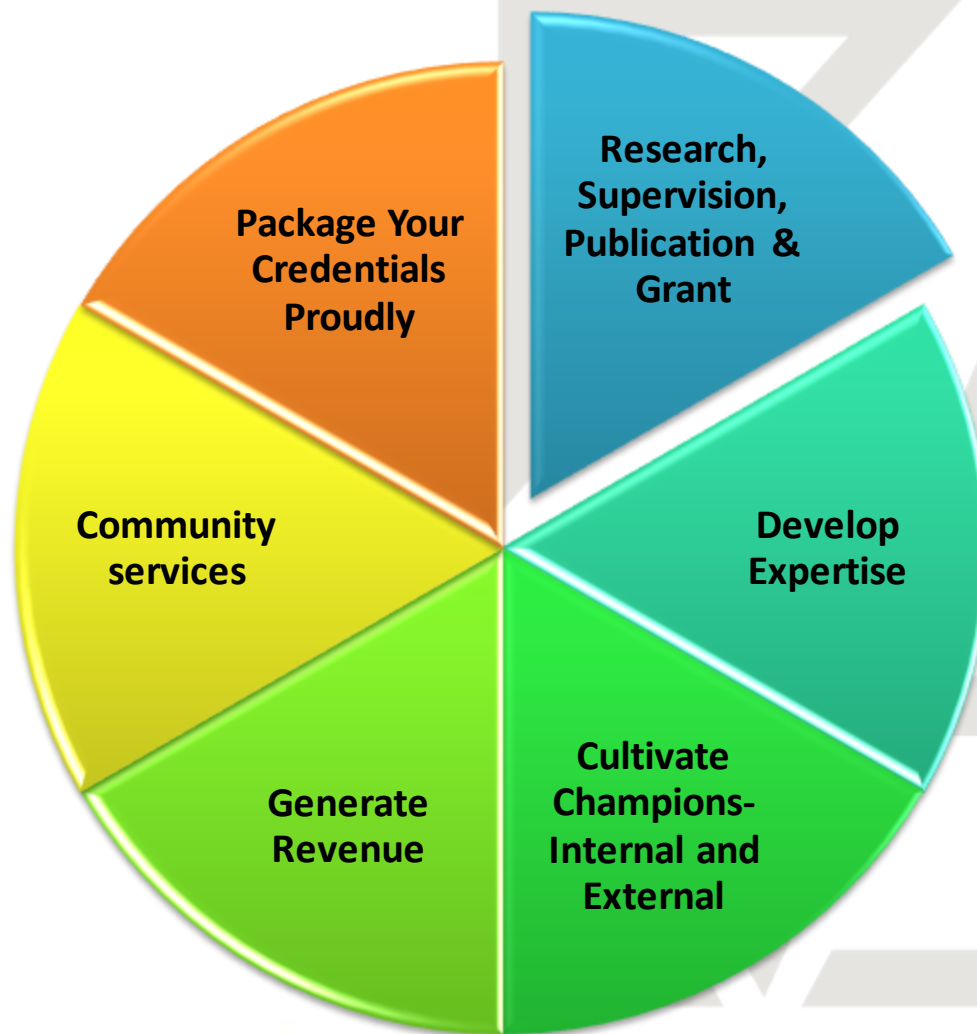 Research,
Supervision,
Publication &
Grant
Develop
Expertise
Cultivate
Champions-
Internal and
External
Generate
Revenue
Community
services
Package Your
Credentials
Proudly